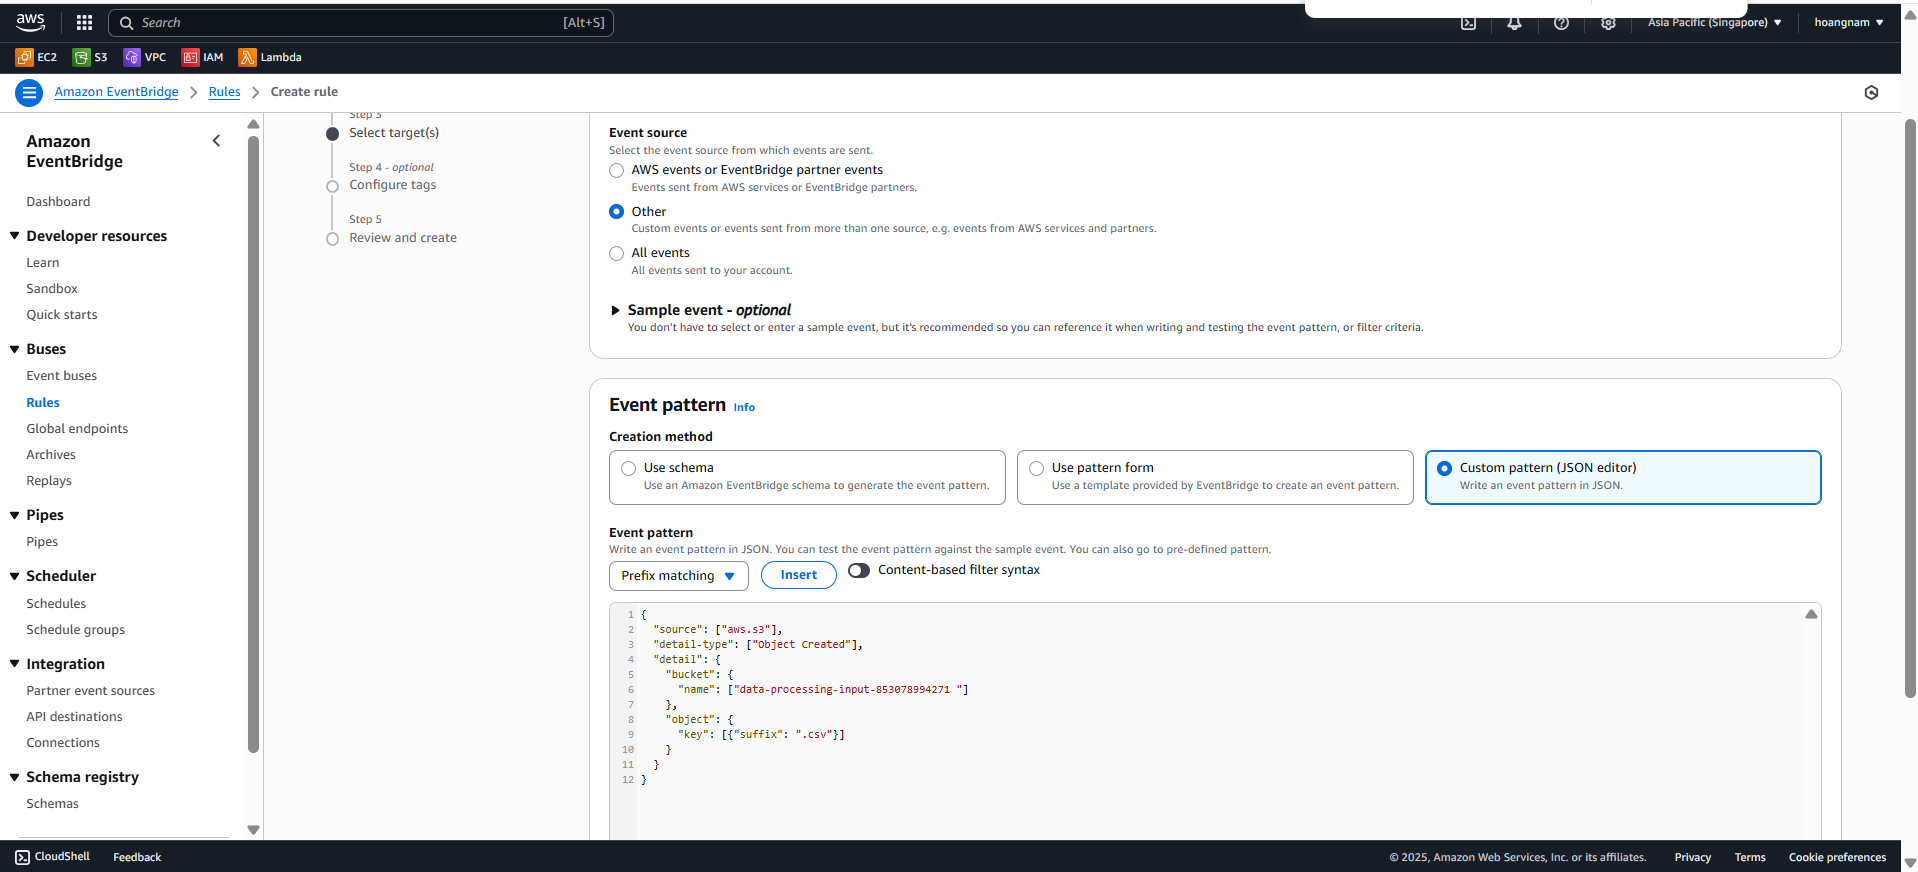 aws
Search
[Alt+S]
Asia Pacific (Singapore)
hoangnam
EC2
S3
VPC
IAM
Lambda
Amazon EventBridge
Rules
Create rule
Amazon
EventBridge
Dashboard
Developer resources
Learn
Sandbox
Quick starts
Buses
Event buses
Rules
Global endpoints
Archives
Replays
Pipes
Pipes
Scheduler
Schedules
Schedule groups
Integration
Partner event sources
API destinations
Connections
Schema registry
Schemas
Step 3
Select target(s)
Step 4 - optional
Configure tags
Step 5
Review and create
Event source
Select the event source from which events are sent.
AWS events or EventBridge partner events
Events sent from AWS services or EventBridge partners.
Other
Custom events or events sent from more than one source, e.g. events from AWS services and partners.
All events
All events sent to your account.
Sample event - optional
You don't have to select or enter a sample event, but it's recommended so you can reference it when writing and testing the event pattern, or filter criteria.
Event pattern Info
Creation method
Use schema
Use an Amazon EventBridge schema to generate the event pattern.
Use pattern form
Use a template provided by EventBridge to create an event pattern.
Custom pattern (JSON editor)
Write an event pattern in JSON.
Event pattern
Write an event pattern in JSON. You can test the event pattern against the sample event. You can also go to pre-defined pattern.
Prefix matching
Insert
Content-based filter syntax
1 {
2 "source": ["aws.s3"],
3 "detail-type": ["Object Created"],
4 "detail": {
5 "bucket": {
6 "name": ["data-processing-input-853078994271 "]
7 },
8 "object": {
9 "key": [{"suffix": ".csv"}]
10 }
11 }
12 }
CloudShell
Feedback
© 2025, Amazon Web Services, Inc. or its affiliates.
Privacy
Terms
Cookie preferences